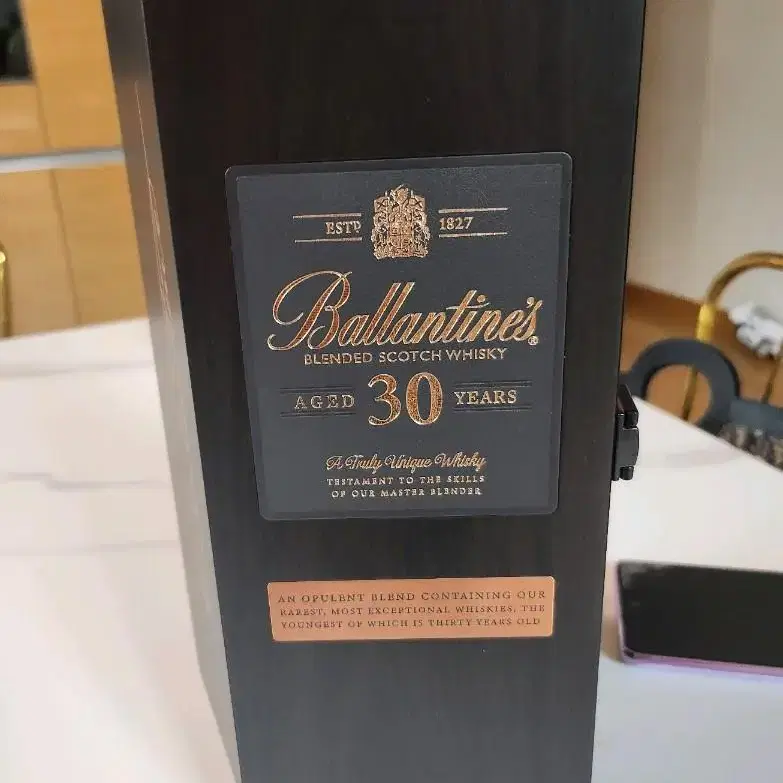 ESTD 1827
Ballantine's®
BLENDED SCOTCH WHISKY
AGED 30 YEARS
A Truly Unique Whisky
TESTAMENT TO THE SKILLS
OF OUR MASTER BLENDER
AN OPULENT BLEND CONTAINING OUR
RAREST, MOST EXCEPTIONAL WHISKIES, THE
YOUNGEST OF WHICH IS THIRTY YEARS OLD